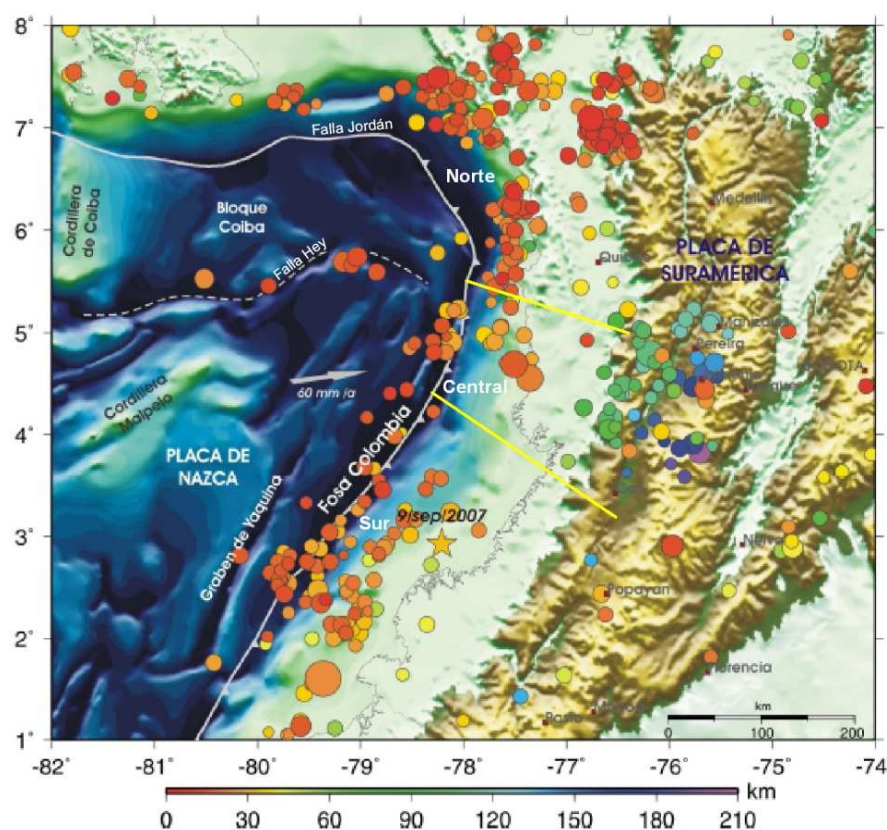 8°
7°
6°
5°
4°
3°
2°
1°
Falla Jordán
Norte
Cordillera
de Coiba
Bloque
Coiba
Falla Hey
Medellín
PLACA DE
SURAMÉRICA
Manizales
Pereira
60 mm /a
Central
Cordillera
Malpelo
PLACA DE
NAZCA
Fosa Colombia
Graben de Yaquina
Sur
9/sep/2007
Neiva
Popayan
Florencia
Pasto
km
0 100 200
-82 -81 -80 -79 -78 -77 -76 -75 -74
km
0 30 60 90 120 150 180 210